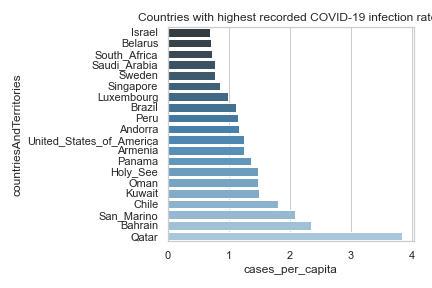 Countries with highest recorded COVID-19 infection rate
Israel
Belarus
South_Africa
Saudi_Arabia
Sweden
Singapore
Luxembourg
Brazil
Peru
Andorra
United_States_of_America
Armenia
Panama
Holy_See
Oman
Kuwait
Chile
San_Marino
Bahrain
Qatar
countriesAndTerritories
0 1 2 3 4
cases_per_capita